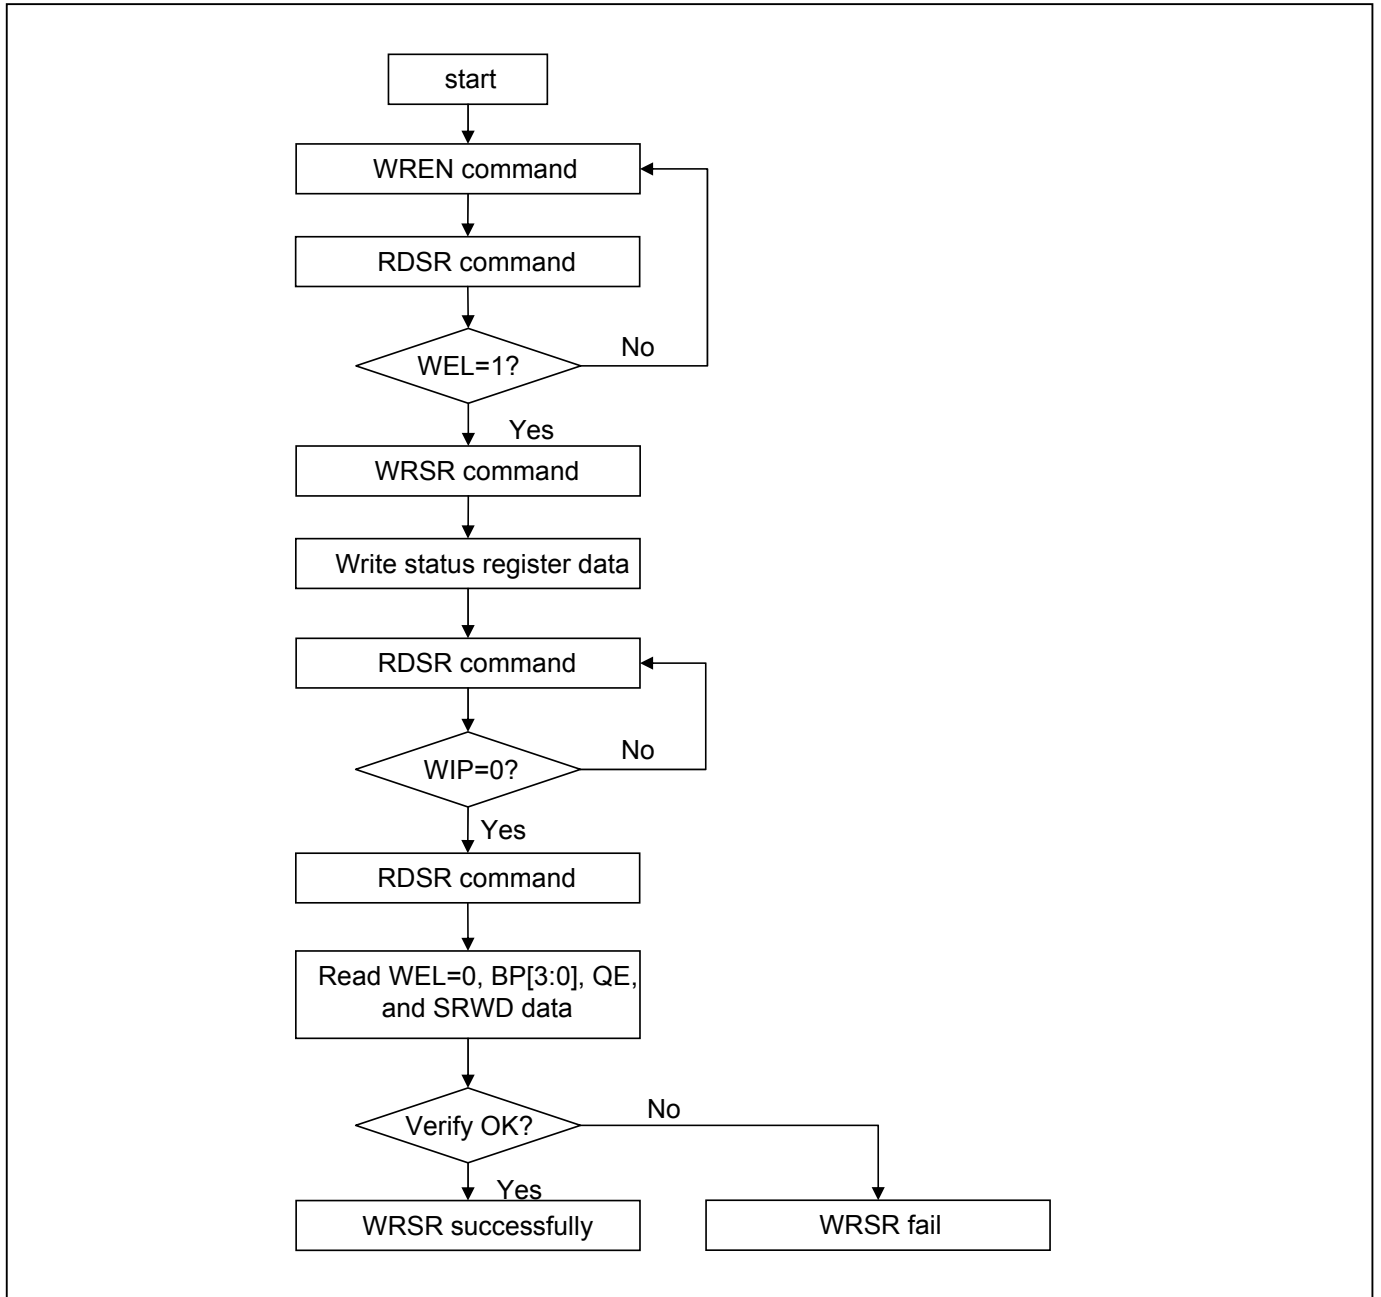 start
WREN command
RDSR command
WEL=1?
No
Yes
WRSR command
Write status register data
RDSR command
WIP=0?
No
Yes
RDSR command
Read WEL=0, BP[3:0], QE,
and SRWD data
Verify OK?
No
Yes
WRSR successfully
WRSR fail